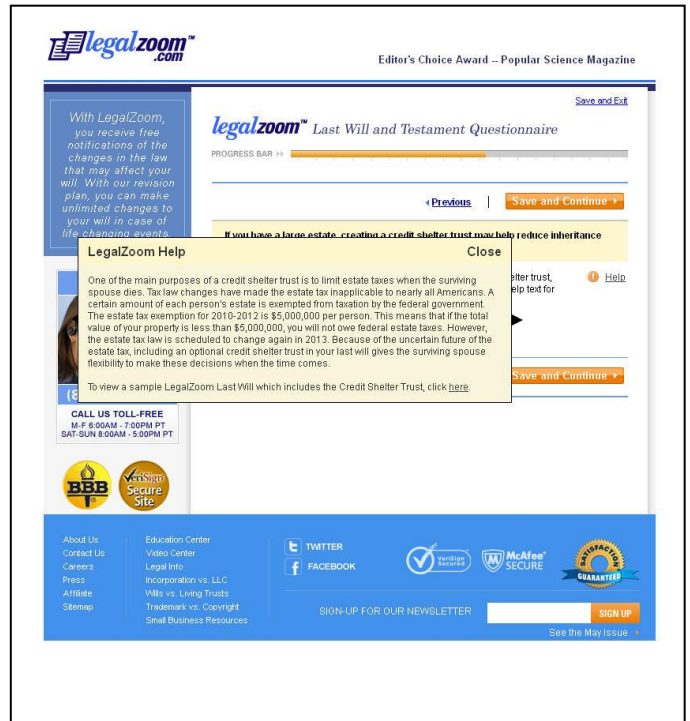 legalzoom™
.com
Editor's Choice Award -- Popular Science Magazine
With LegalZoom,
you receive free
notifications of the
changes in the law
that may affect your
will. With our revision
plan, you can make
unlimited changes to
your will in case of
life changing events.
Save and Exit
legalzoom™ Last Will and Testament Questionnaire
PROGRESS BAR
Previous | Save and Continue
If you have a large estate, creating a credit shelter trust may help reduce inheritance
LegalZoom Help Close
One of the main purposes of a credit shelter trust is to limit estate taxes when the surviving
spouse dies. Tax law changes have made the estate tax inapplicable to nearly all Americans. A
certain amount of each person's estate is exempted from taxation by the federal government.
The estate tax exemption for 2010-2012 is $5,000,000 per person. This means that if the total
value of your property is less than $5,000,000, you will not owe federal estate taxes. However,
the estate tax law is scheduled to change again in 2013. Because of the uncertain future of the
estate tax, including an optional credit shelter trust in your last will gives the surviving spouse
flexibility to make these decisions when the time comes.
To view a sample LegalZoom Last Will which includes the Credit Shelter Trust, click here.
elter trust,
elp text for
Help
Save and Continue
(8
CALL US TOLL-FREE
M-F 6:00AM - 7:00PM PT
SAT-SUN 8:00AM - 5:00PM PT
BBB
VeriSign
Secure
Site
About Us
Contact Us
Careers
Press
Affiliate
Sitemap
Education Center
Video Center
Legal Info
Incorporation vs. LLC
Wills vs. Living Trusts
Trademark vs. Copyright
Small Business Resources
TWITTER
FACEBOOK
VeriSign
Secured
McAfee
SECURE
SATISFACTION
GUARANTEED
SIGN-UP FOR OUR NEWSLETTER
SIGN UP
See the May Issue